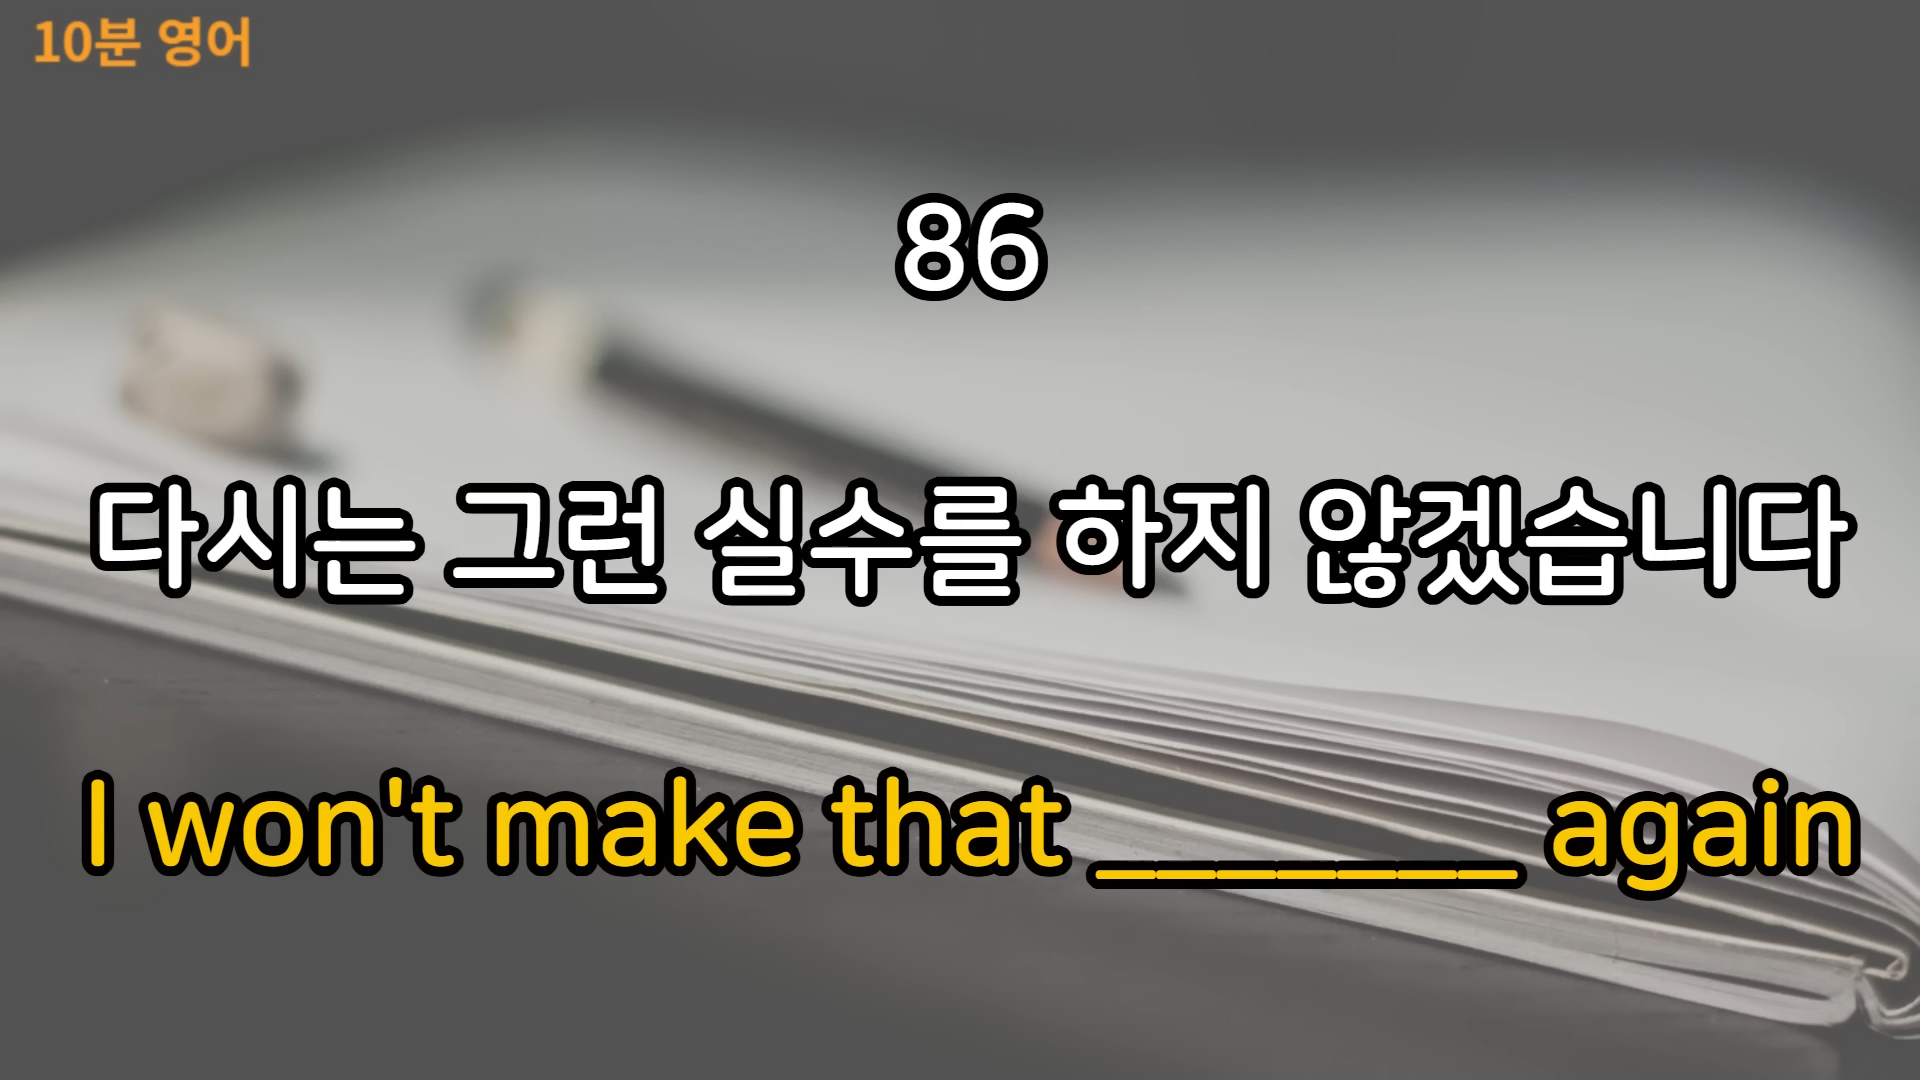 10분 영어
86
다시는 그런 실수를 하지 않겠습니다
I won't make that _______ again